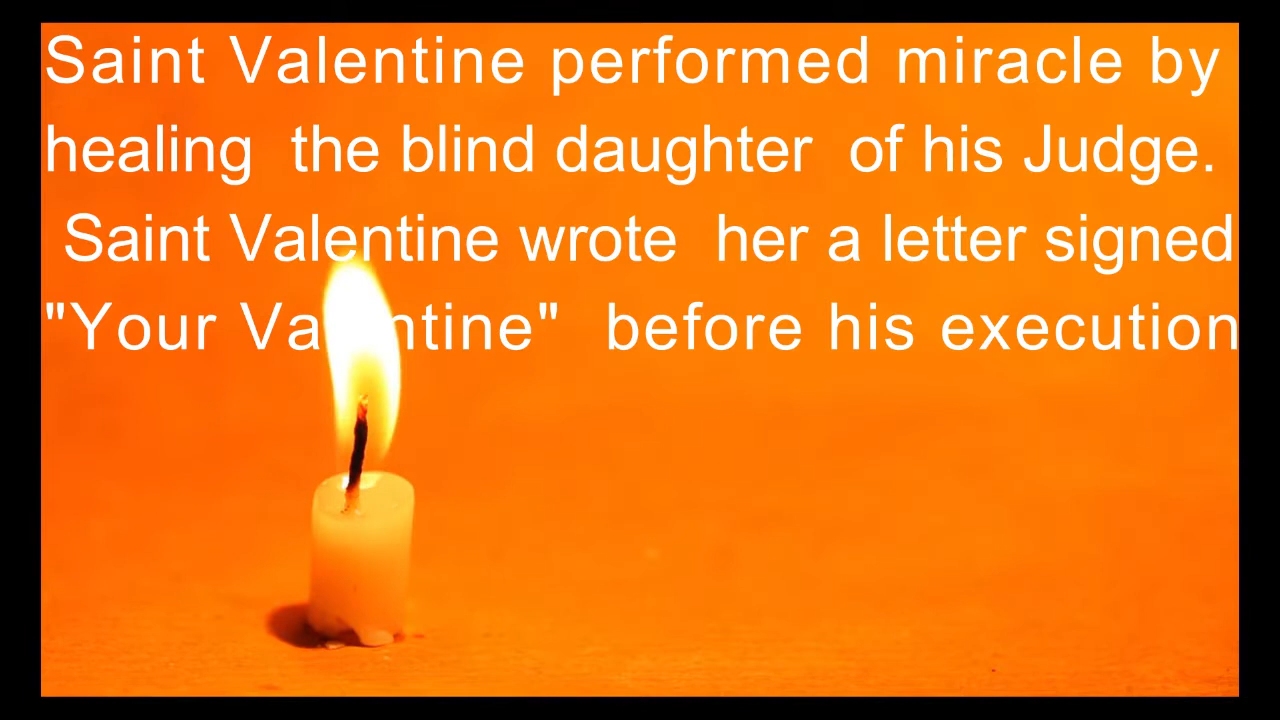 Saint Valentine performed miracle by
healing the blind daughter of his Judge.
Saint Valentine wrote her a letter signed
"Your Valentine" before his execution